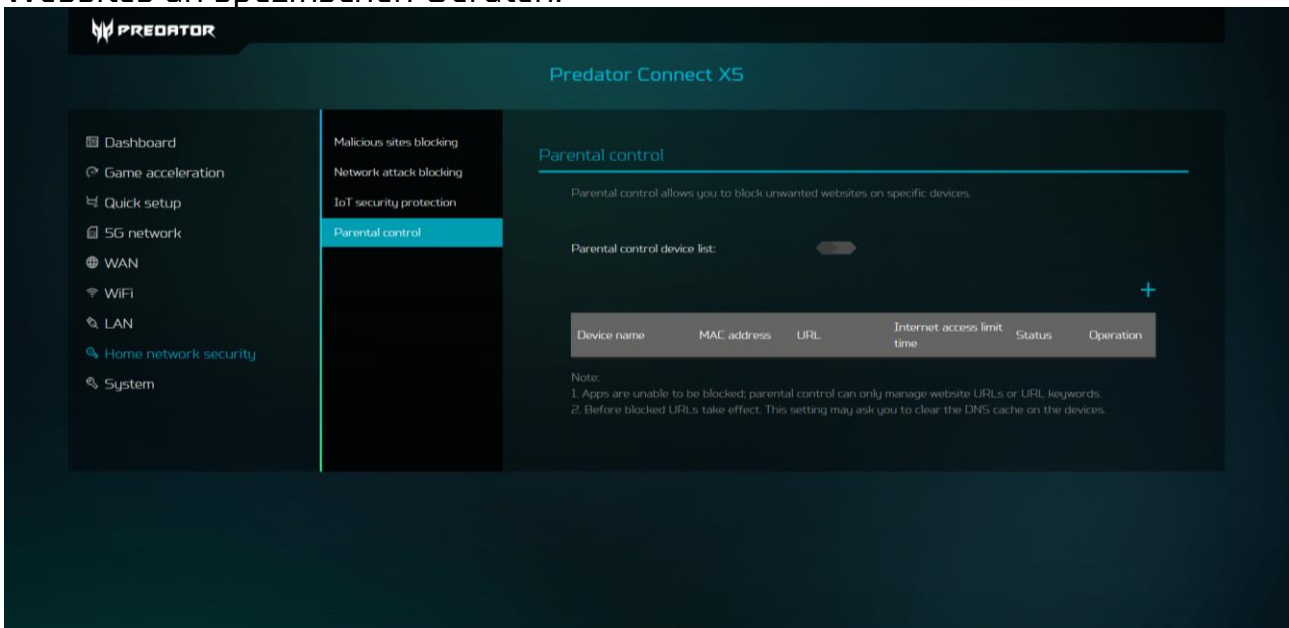 Websites an spezifischen Geräten.
PREDATOR
Predator Connect X5
Dashboard
Game acceleration
Quick setup
5G network
WAN
WiFi
LAN
Home network security
System
Malicious sites blocking
Network attack blocking
IoT security protection
Parental control
Parental control
Parental control allows you to block unwanted websites on specific devices.
Parental control device list:
+
Device name MAC address URL Internet access limit time Status Operation
Note:
1. Apps are unable to be blocked; parental control can only manage website URLs or URL keywords.
2. Before blocked URLs take effect. This setting may ask you to clear the DNS cache on the devices.